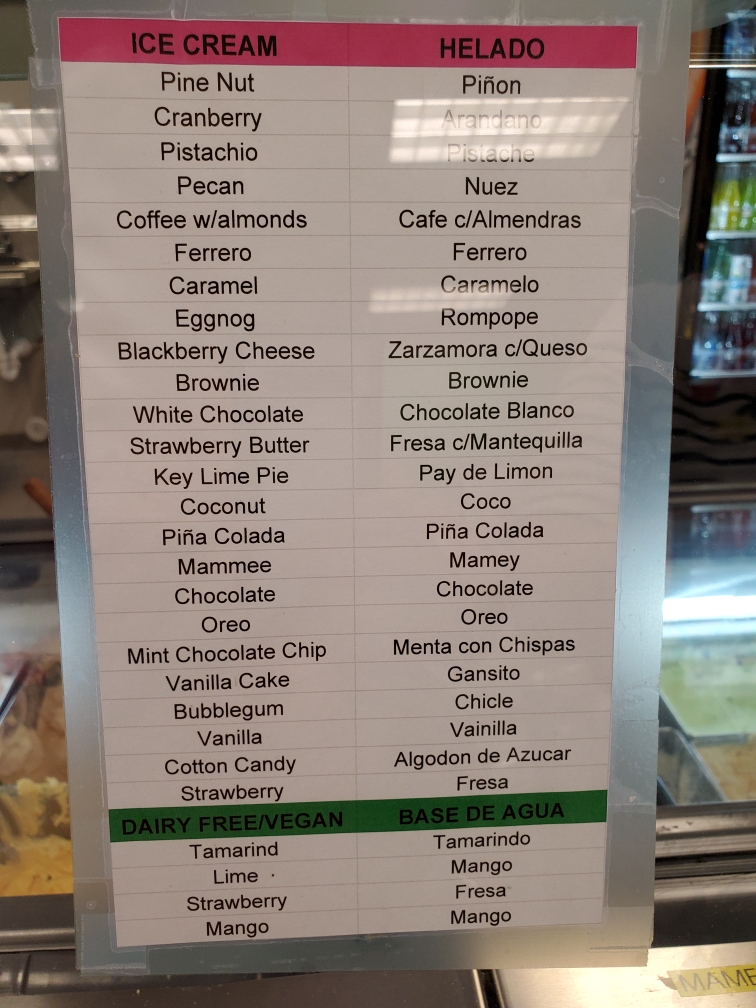 ICE CREAM HELADO
Pine Nut Piñon
Cranberry Arandano
Pistachio Pistache
Pecan Nuez
Coffee w/almonds Cafe c/Almendras
Ferrero Ferrero
Caramel Caramelo
Eggnog Rompope
Blackberry Cheese Zarzamora c/Queso
Brownie Brownie
White Chocolate Chocolate Blanco
Strawberry Butter Fresa c/Mantequilla
Key Lime Pie Pay de Limon
Coconut Coco
Piña Colada Piña Colada
Mammee Mamey
Chocolate Chocolate
Oreo Oreo
Mint Chocolate Chip Menta con Chispas
Vanilla Cake Gansito
Bubblegum Chicle
Vanilla Vainilla
Cotton Candy Algodon de Azucar
Strawberry Fresa
DAIRY FREE/VEGAN BASE DE AGUA
Tamarind Tamarindo
Lime Mango
Strawberry Fresa
Mango Mango